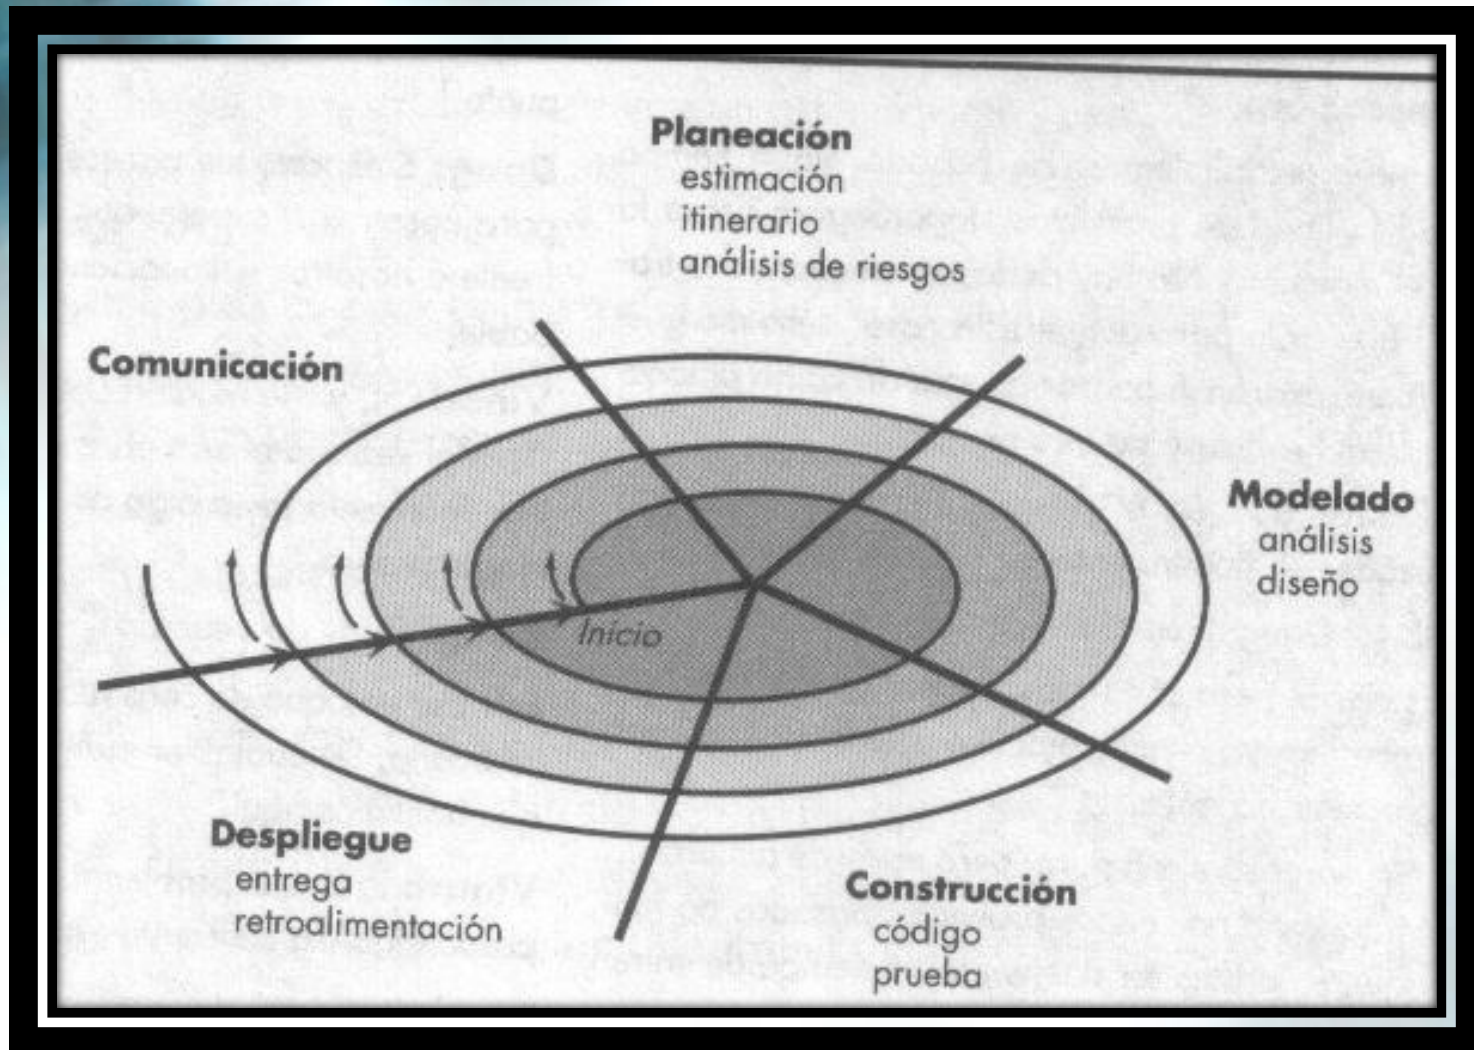 Planeación
estimación
itinerario
análisis de riesgos
Comunicación
Modelado
análisis
diseño
Inicio
Despliegue
entrega
retroalimentación
Construcción
código
prueba